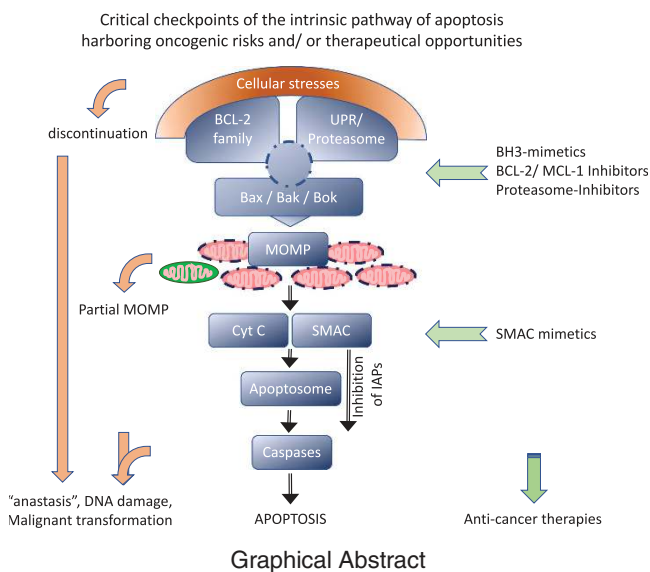 Critical checkpoints of the intrinsic pathway of apoptosis
harboring oncogenic risks and/ or therapeutical opportunities
Cellular stresses
BCL-2
family
UPR/
Proteasome
discontinuation
BH3-mimetics
BCL-2/ MCL-1 Inhibitors
Proteasome-Inhibitors
Bax / Bak / Bok
MOMP
Partial MOMP
Cyt C
SMAC
SMAC mimetics
Inhibition
of IAPs
Apoptosome
Caspases
"anastasis", DNA damage,
Malignant transformation
APOPTOSIS
Anti-cancer therapies
Graphical Abstract